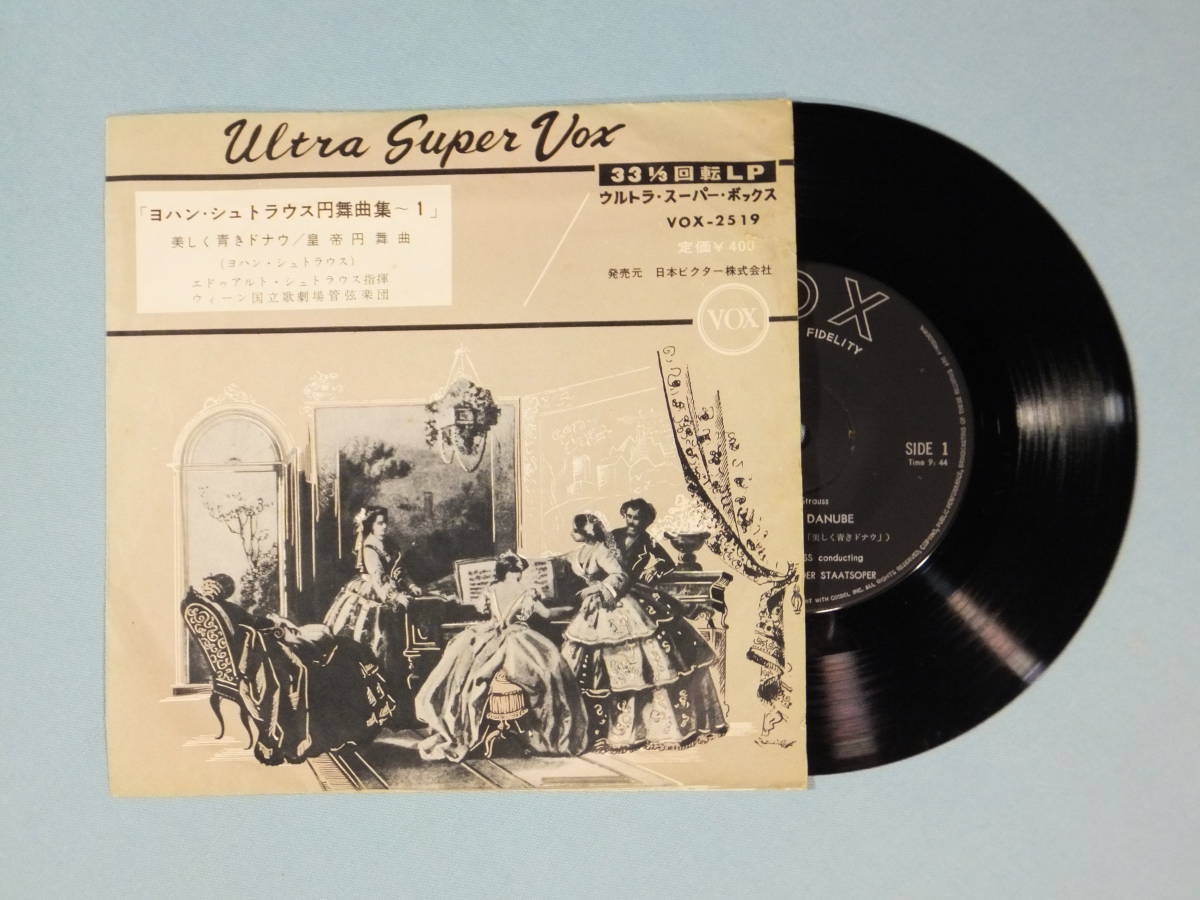 Ultra Super Vox
33 1/3 回転LP
ウルトラ・スーパー・ボックス
VOX-2519
定価¥400
発売元 日本ビクター株式会社
VOX
「ヨハン・シュトラウス円舞曲集～1」
美しく青きドナウ/皇帝円舞曲
(ヨハン・シュトラウス)
エドゥアルト・シュトラウス指揮
ウィーン国立歌劇場管弦楽団
OX
FIDELITY
SIDE 1
Time 9:44
Strauss
DANUBE
「美しく青きドナウ」)
SS conducting
DER STAATSOPER